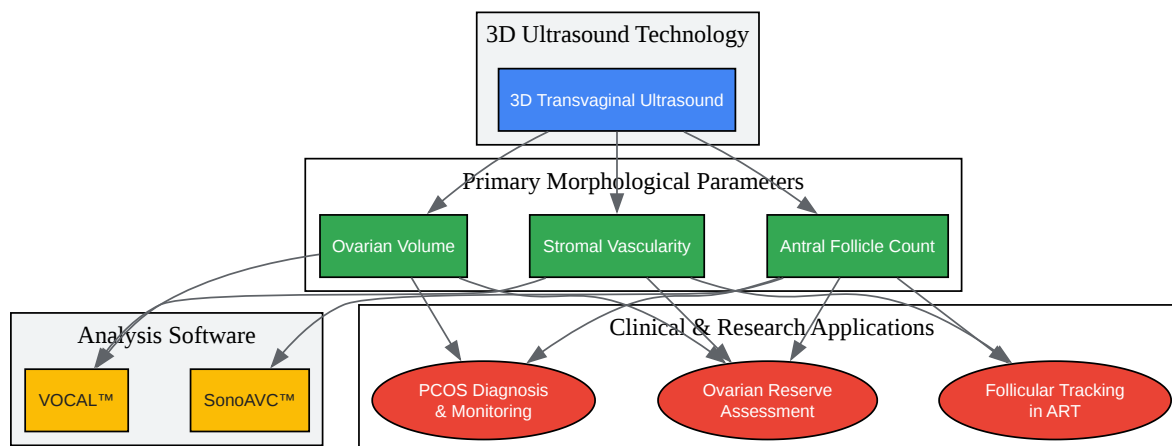 3D Ultrasound Technology
3D Transvaginal Ultrasound
Primary Morphological Parameters
Ovarian Volume
Stromal Vascularity
Antral Follicle Count
Analysis Software
Clinical & Research Applications
VOCAL™
SonoAVC™
PCOS Diagnosis
& Monitoring
Ovarian Reserve
Assessment
Follicular Tracking
in ART